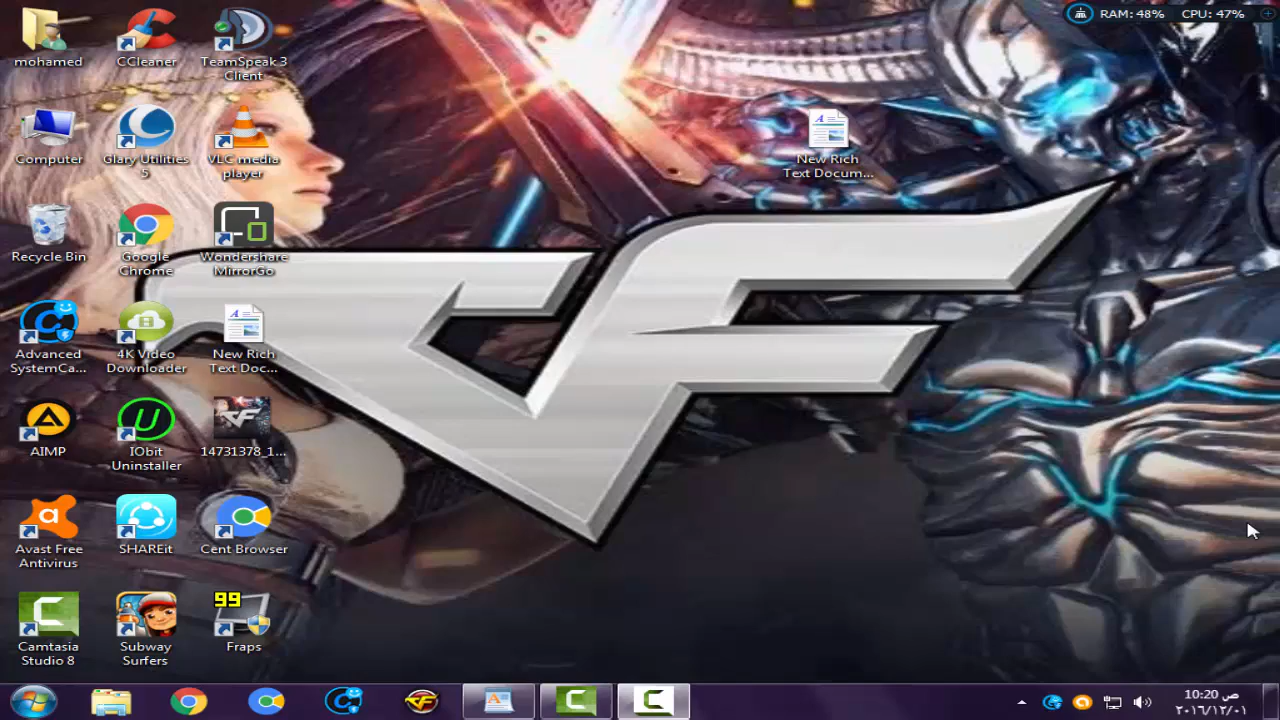 RAM: 48%
CPU: 47%
mohamed
CCleaner
TeamSpeak 3
Client
Computer
Glary Utilities
5
VLC media
player
New Rich
Text Docum...
Recycle Bin
Google
Chrome
Wondershare
MirrorGo
Advanced
SystemCa...
4K Video
Downloader
New Rich
Text Doc...
AIMP
IObit
Uninstaller
14731378_1...
Avast Free
Antivirus
SHAREit
Cent Browser
99
Camtasia
Studio 8
Subway
Surfers
Fraps
CF
10:20 ص
٢٠١٦/١٢/٠١